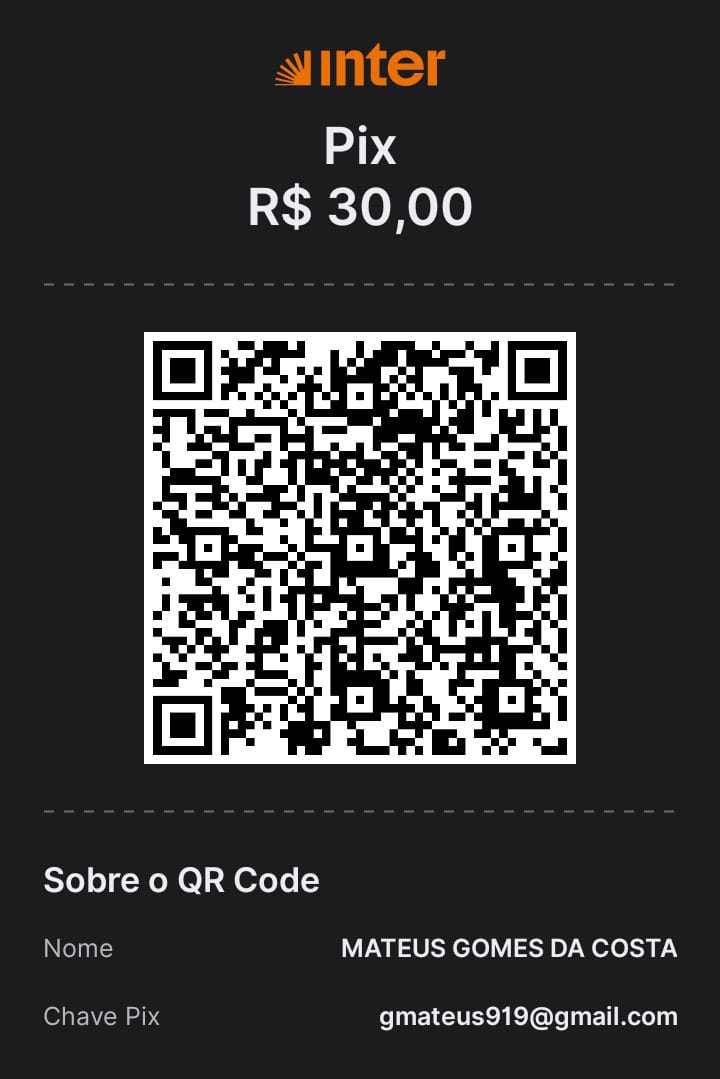 inter
Pix
R$ 30,00
Sobre o QR Code
Nome MATEUS GOMES DA COSTA
Chave Pix gmateus919@gmail.com